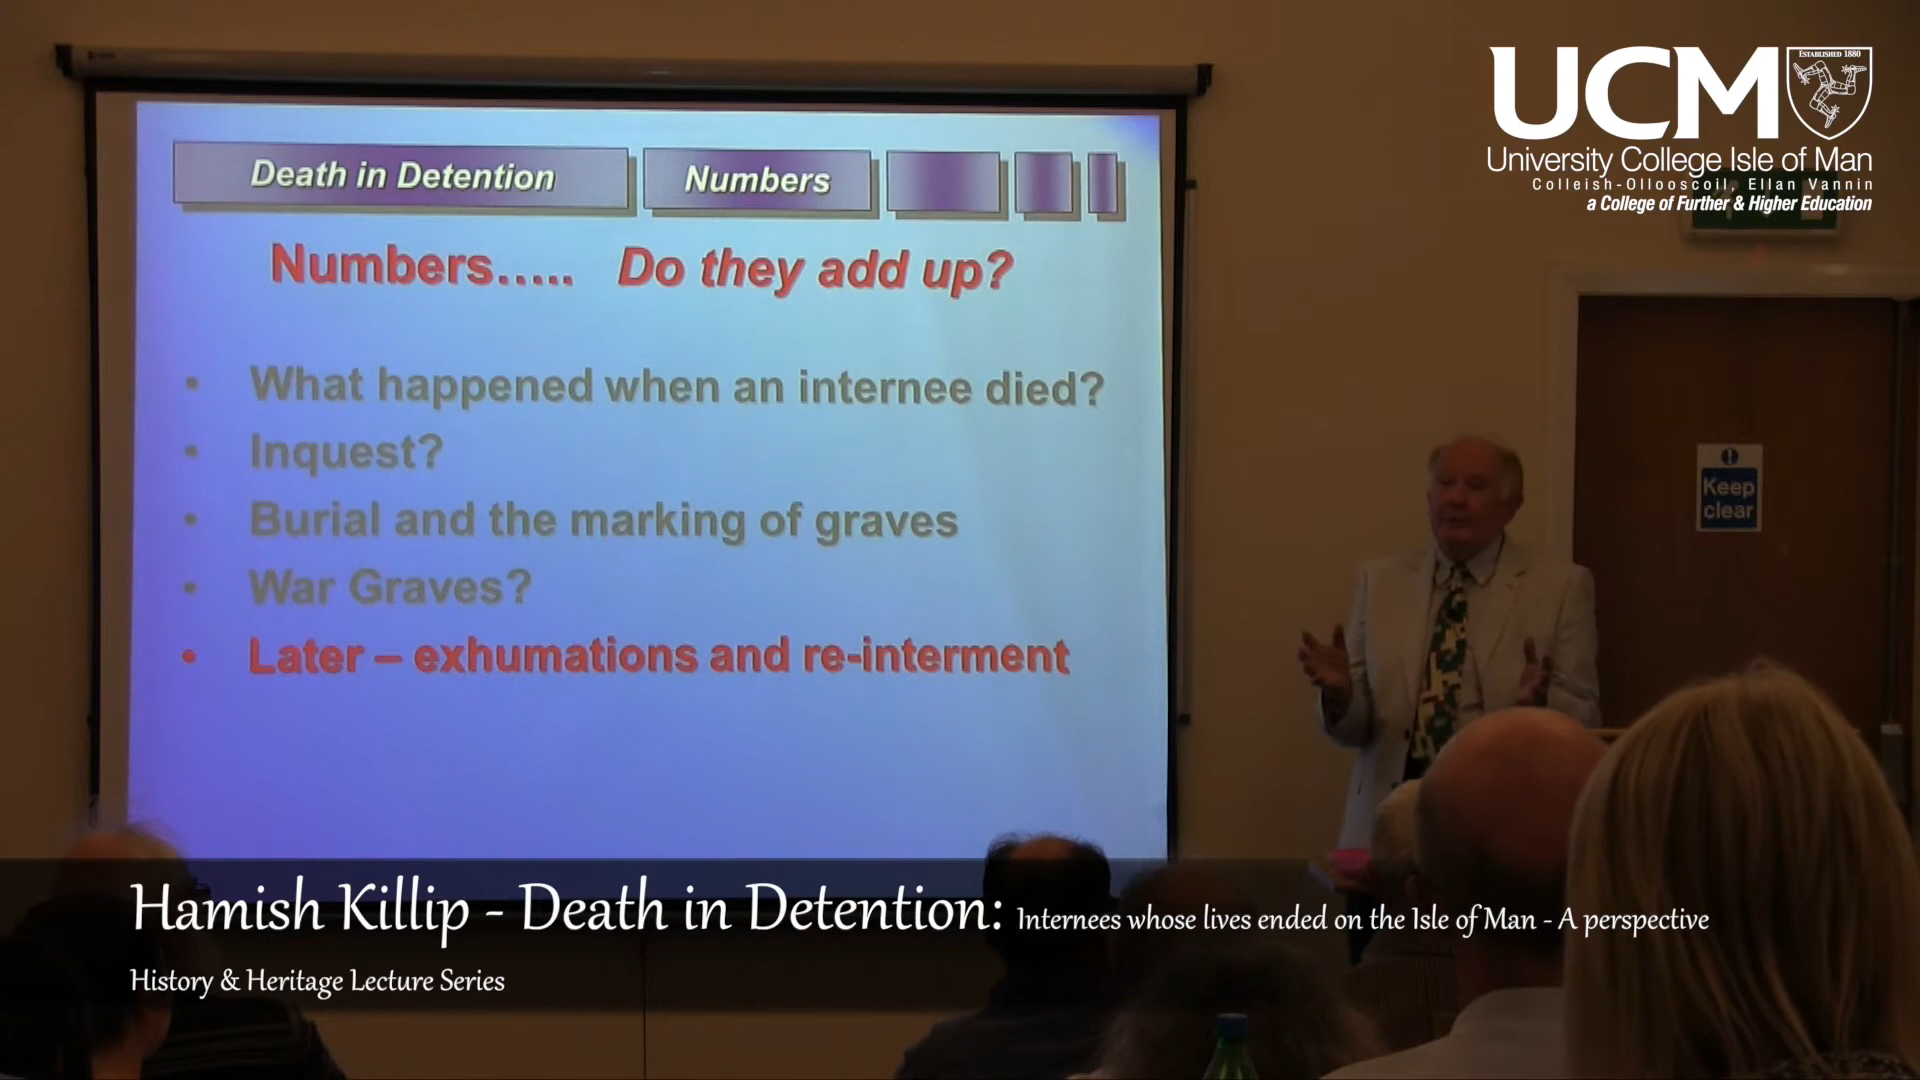 Death in Detention
Numbers
Numbers..... Do they add up?
• What happened when an internee died?
• Inquest?
• Burial and the marking of graves
• War Graves?
• Later – exhumations and re-interment
UCM
ESTABLISHED 1880
University College Isle of Man
Colleish-Ollooscoil, Ellan Vannin
a College of Further & Higher Education
Keep
clear
Hamish Killip - Death in Detention: Internees whose lives ended on the Isle of Man - A perspective
History & Heritage Lecture Series